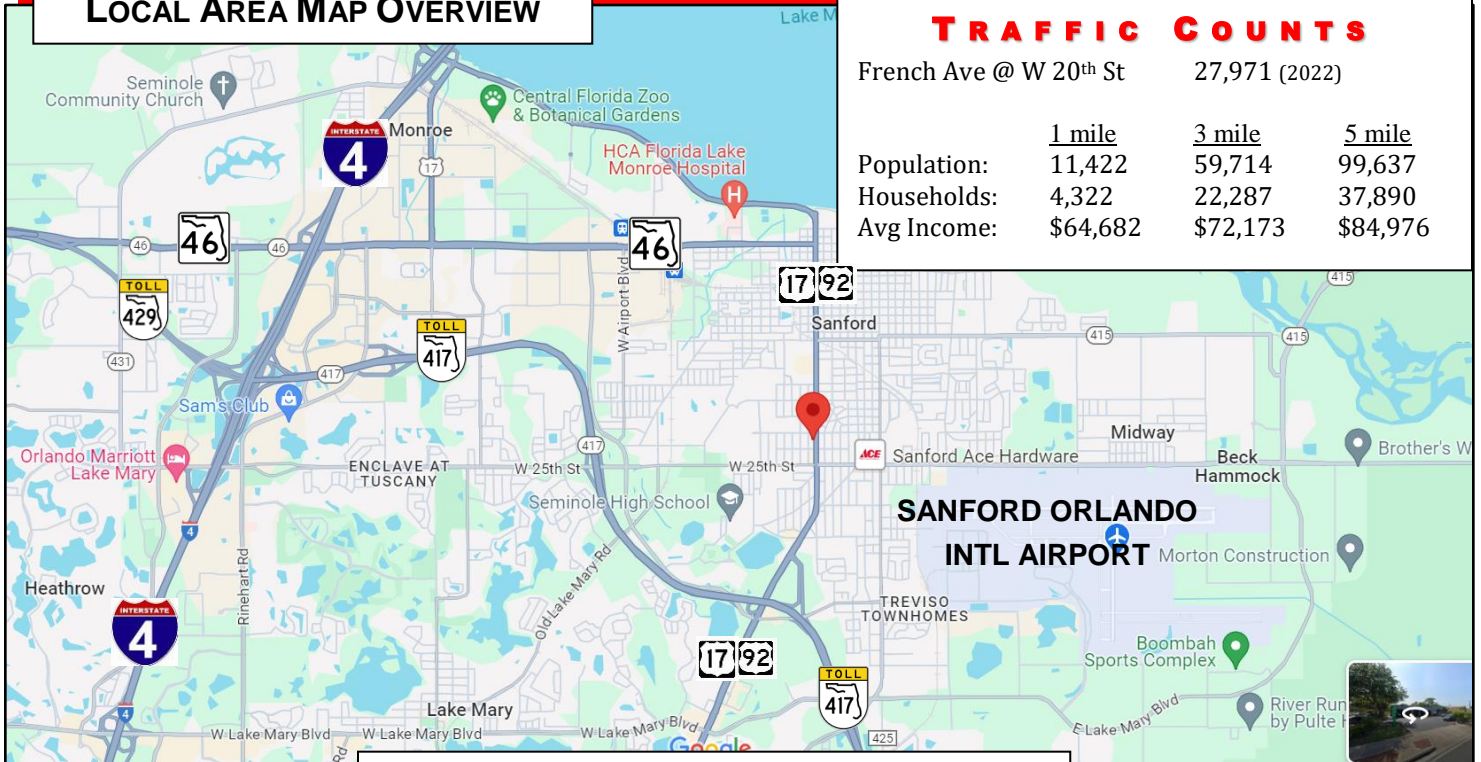 LOCAL AREA MAP OVERVIEW
TRAFFIC COUNTS
French Ave @ W 20th St 27,971 (2022)
1 mile 3 mile 5 mile
Population: 11,422 59,714 99,637
Households: 4,322 22,287 37,890
Avg Income: $64,682 $72,173 $84,976
Lake
Seminole
Community Church
Central Florida Zoo
& Botanical Gardens
INTERSTATE
4
Monroe
17
HCA Florida Lake
Monroe Hospital
H
46
46
46
46
W Airport Blvd
17 92
415
TOLL
429
Sanford
TOLL
417
415
415
431
417
Sam's Club
Midway
Orlando Marriott
Lake Mary
ENCLAVE AT
TUSCANY
417
W 25th St
W 25th St
ACE
Sanford Ace Hardware
Beck
Hammock
Brother's W
Seminole High School
SANFORD ORLANDO
INTL AIRPORT
4
Morton Construction
Heathrow
Rinehart Rd
Old Lake Mary Rd
TREVISO
TOWNHOMES
INTERSTATE
4
Boombah
Sports Complex
17 92
TOLL
417
Lake Mary
4
W Lake Mary Blvd
W Lake Mary Blvd
W Lake Mary Blvd
E Lake Mary Blvd
River Run
by Pulte
425
Rd
Google